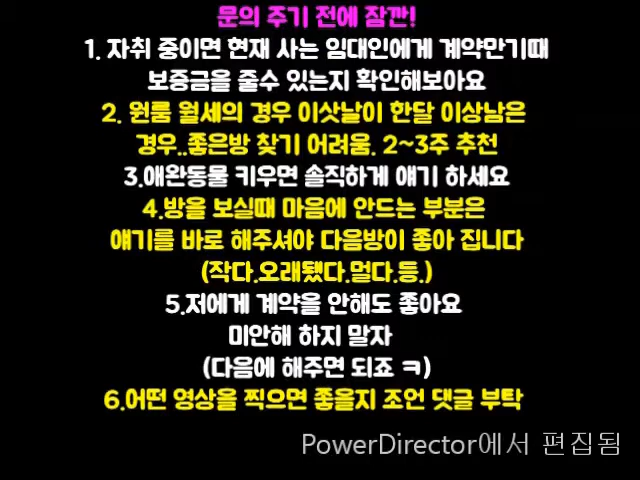 문의 주기 전에 잠깐!
1. 자취 중이면 현재 사는 임대인에게 계약만기때
보증금을 줄수 있는지 확인해보아요
2. 원룸 월세의 경우 이삿날이 한달 이상남은
경우..좋은방 찾기 어려움. 2~3주 추천
3.애완동물 키우면 솔직하게 얘기 하세요
4.방을 보실때 마음에 안드는 부분은
얘기를 바로 해주셔야 다음방이 좋아 집니다
(작다.오래됐다.멀다.등.)
5.저에게 계약을 안해도 좋아요
미안해 하지 말자
(다음에 해주면 되죠 ㅋ)
6.어떤 영상을 찍으면 좋을지 조언 댓글 부탁
PowerDirector에서 편집됨